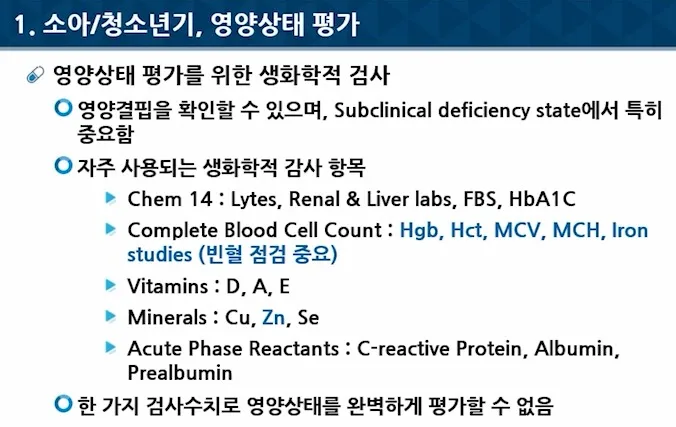 1. 소아/청소년기, 영양상태 평가
영양상태 평가를 위한 생화학적 검사
영양결핍을 확인할 수 있으며, Subclinical deficiency state에서 특히
중요함
자주 사용되는 생화학적 감사 항목
Chem 14 : Lytes, Renal & Liver labs, FBS, HbA1C
Complete Blood Cell Count : Hgb, Hct, MCV, MCH, Iron
studies (빈혈 점검 중요)
Vitamins : D, A, E
Minerals : Cu, Zn, Se
Acute Phase Reactants : C-reactive Protein, Albumin,
Prealbumin
한 가지 검사수치로 영양상태를 완벽하게 평가할 수 없음